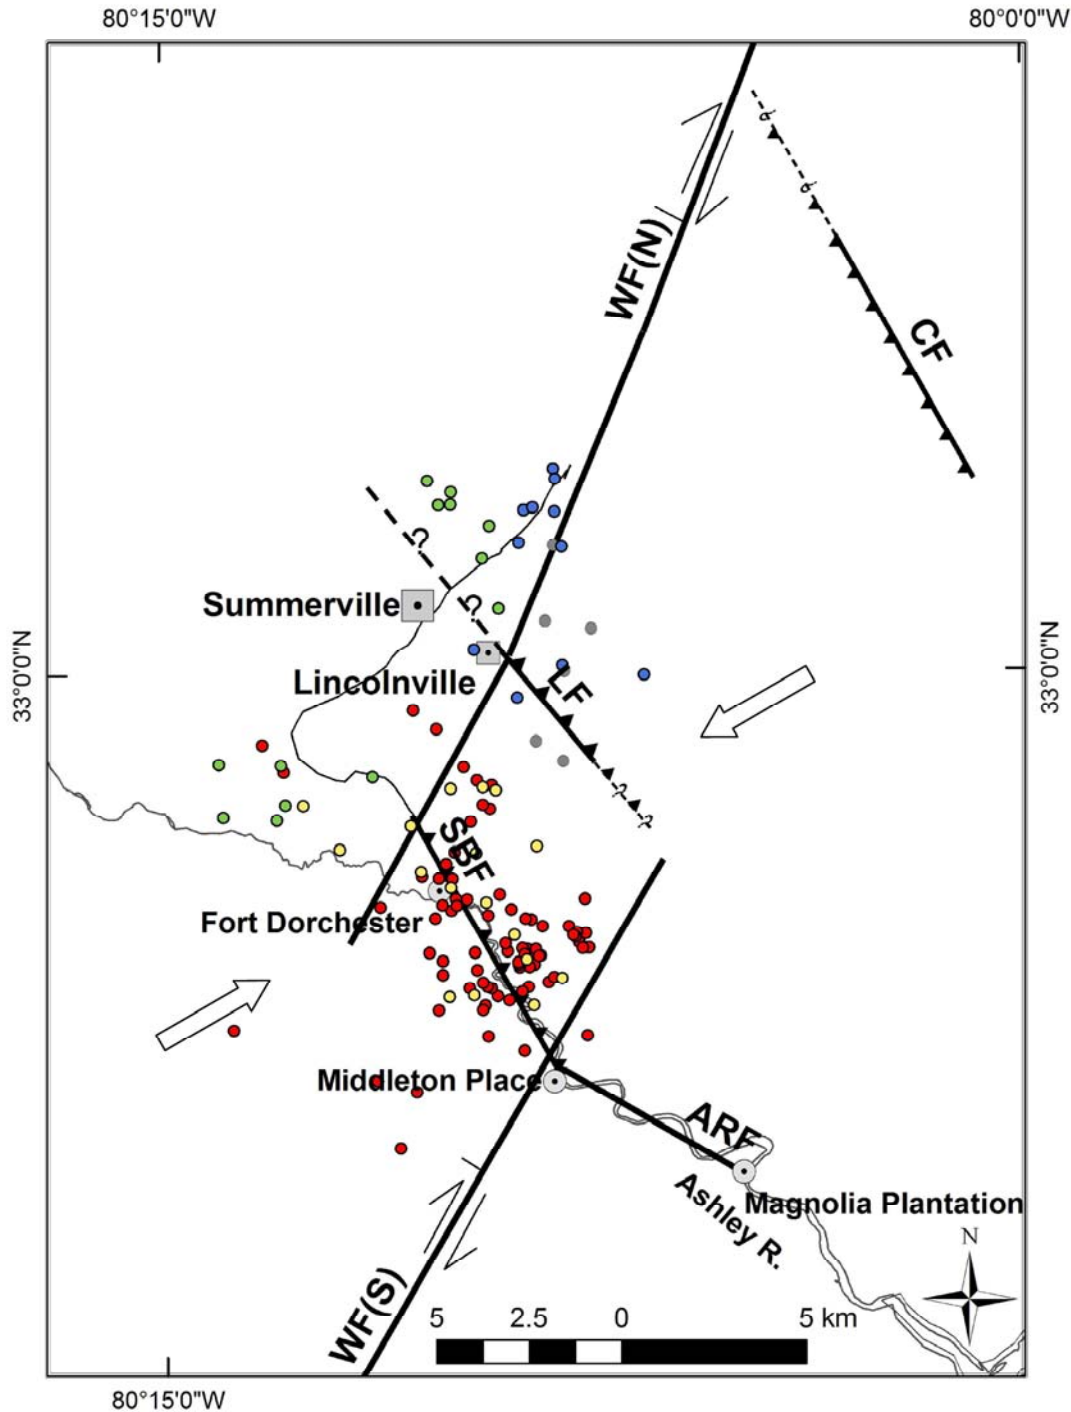 80°15'0"W
80°0'0"W
WF(N)
CF
?
Summerville
?
33°0'0"N
33°0'0"N
Lincolnville
LF
?
?
SBF
Fort Dorchester
Middleton Place
ARF
Magnolia Plantation
Ashley R.
N
WF(S)
5 2.5 0 5 km
80°15'0"W